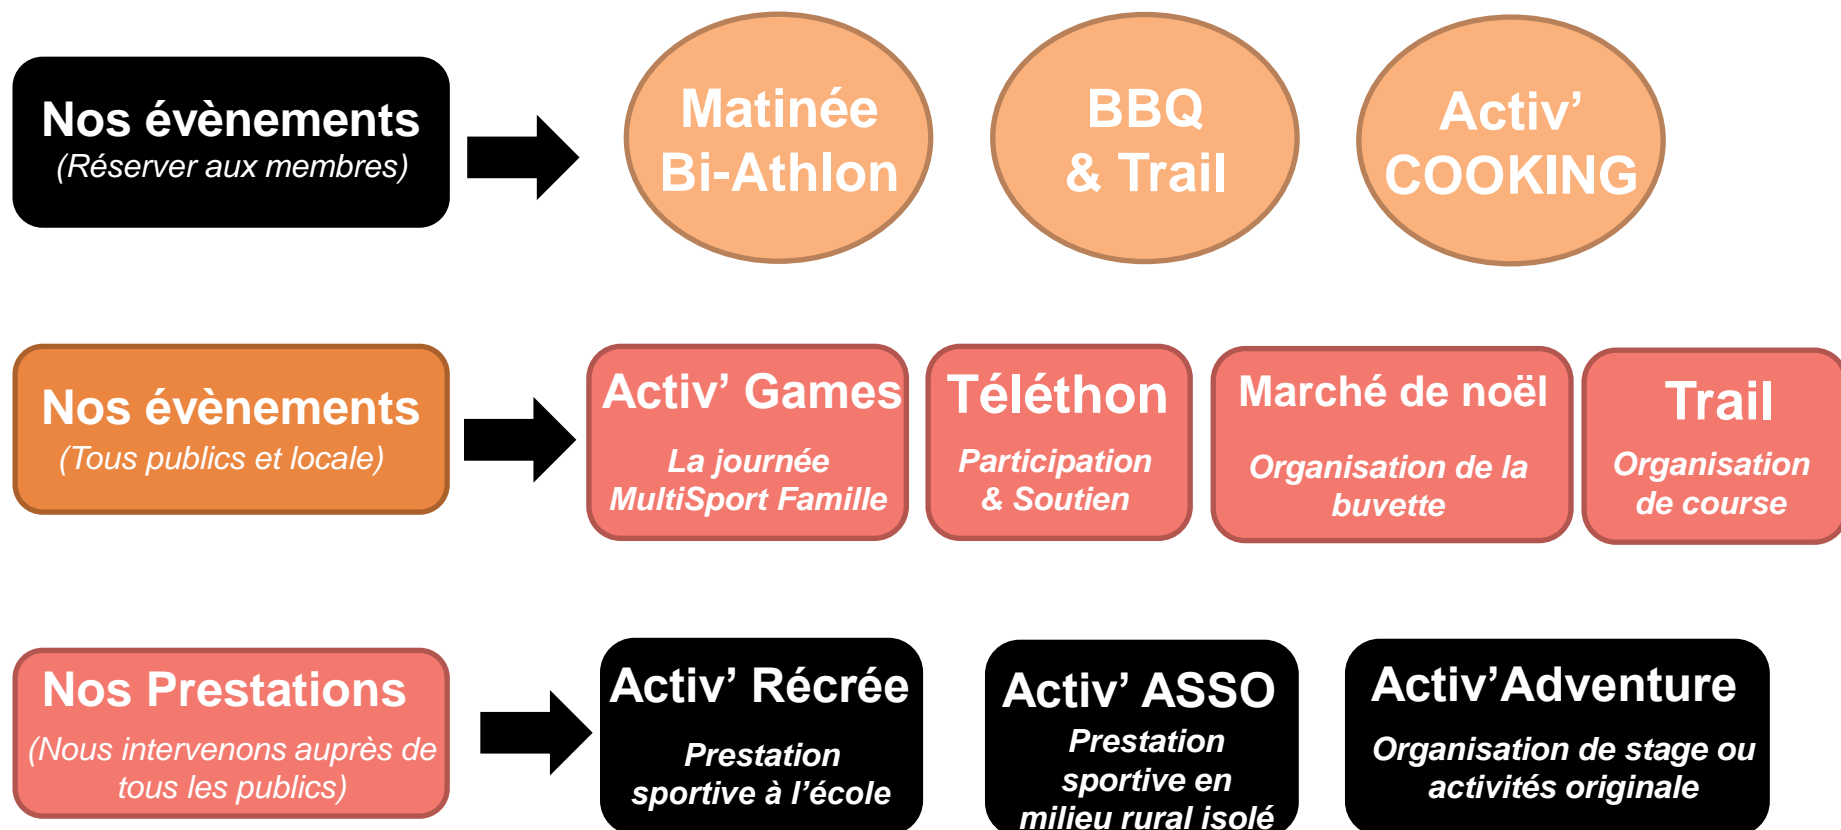 Nos évènements
(Réserver aux membres)
Matinée
Bi-Athlon
BBQ
& Trail
Activ’
COOKING
Nos évènements
(Tous publics et locale)
Activ’ Games
La journée
MultiSport Famille
Téléthon
Participation
& Soutien
Marché de noël
Organisation de la
buvette
Trail
Organisation
de course
Nos Prestations
(Nous intervenons auprès de
tous les publics)
Activ’ Récrée
Prestation
sportive à l’école
Activ’ ASSO
Prestation
sportive en
milieu rural isolé
Activ’Adventure
Organisation de stage ou
activités originale